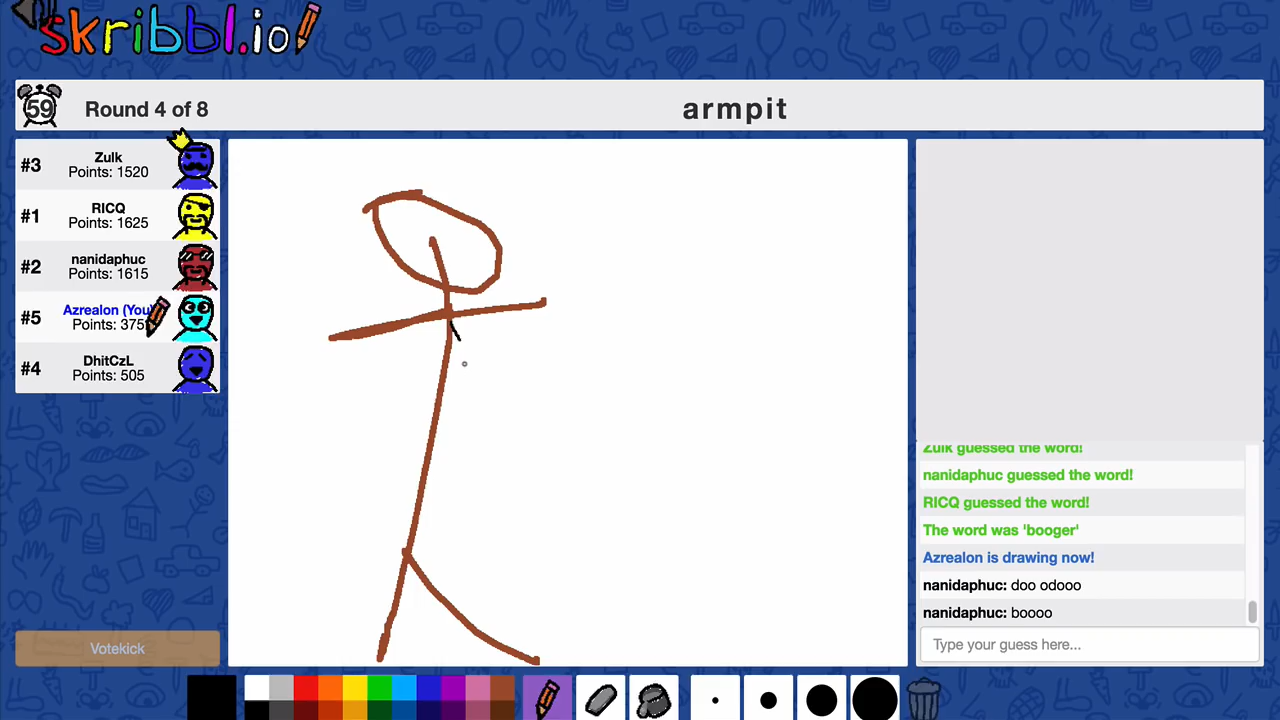 skribbl.io
59
Round 4 of 8
armpit
#3
Zulk
Points: 1520
#1
RICQ
Points: 1625
#2
nanidaphuc
Points: 1615
#5
Azrealon (You)
Points: 375
#4
DhitCzL
Points: 505
Zulk guessed the word!
nanidaphuc guessed the word!
RICQ guessed the word!
The word was 'booger'
Azrealon is drawing now!
nanidaphuc: doo odooo
nanidaphuc: boooo
Type your guess here...
Votekick